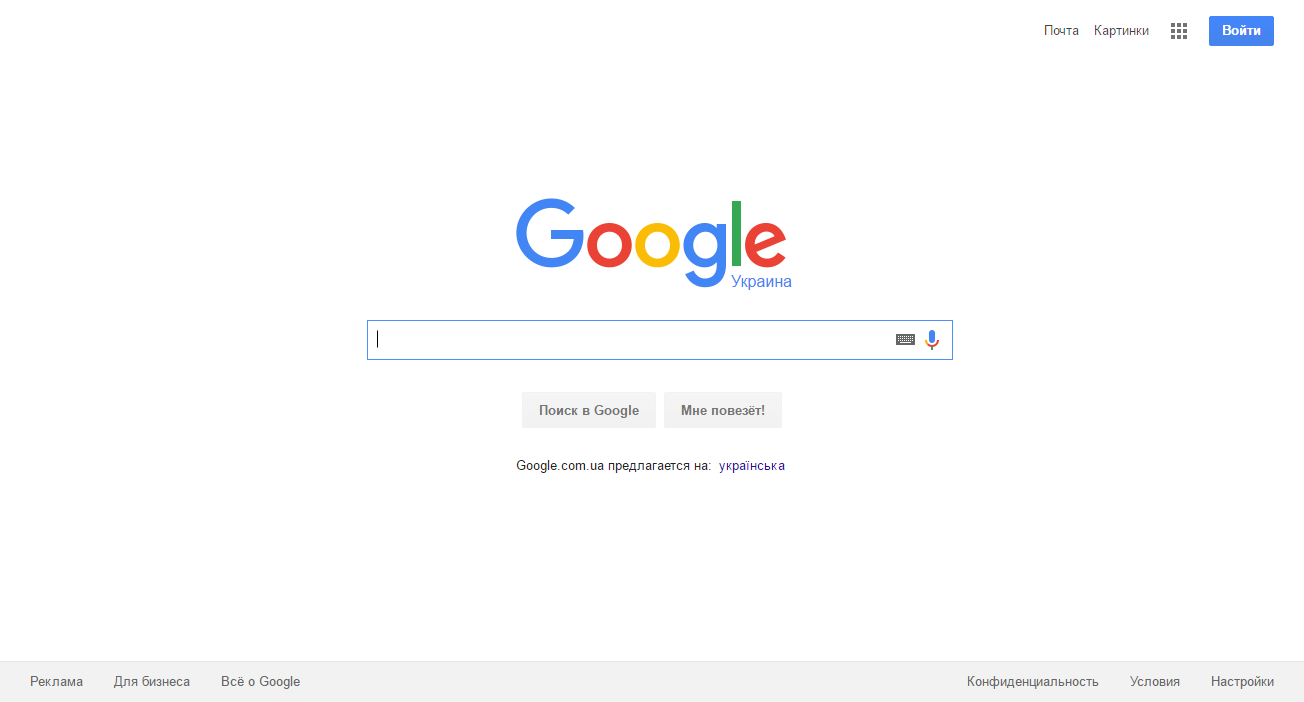 Почта Картинки Войти
Google
Украина
Поиск в Google Мне повезёт!
Google.com.ua предлагается на: українська
Реклама Для бизнеса Всё о Google Конфиденциальность Условия Настройки